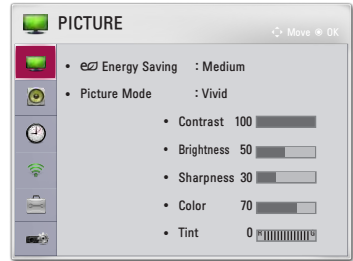 PICTURE
Move OK
• Energy Saving : Medium
• Picture Mode : Vivid
• Contrast 100
• Brightness 50
• Sharpness 30
• Color 70
• Tint 0 R G